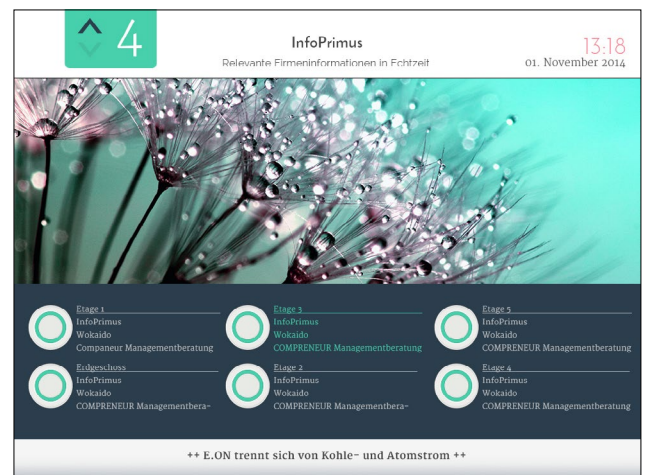 4
InfoPrimus
Relevante Firmeninformationen in Echtzeit
13:18
01. November 2014
Etage 1
InfoPrimus
Wokaido
Companeur Managementberatung
Etage 3
InfoPrimus
Wokaido
COMPRENEUR Managementberatung
Etage 5
InfoPrimus
Wokaido
COMPRENEUR Managementberatung
Erdgeschoss
InfoPrimus
Wokaido
COMPRENEUR Managementbera-
Etage 2
InfoPrimus
Wokaido
COMPRENEUR Managementbera-
Etage 4
InfoPrimus
Wokaido
COMPRENEUR Managementberatung
++ E.ON trennt sich von Kohle- und Atomstrom ++